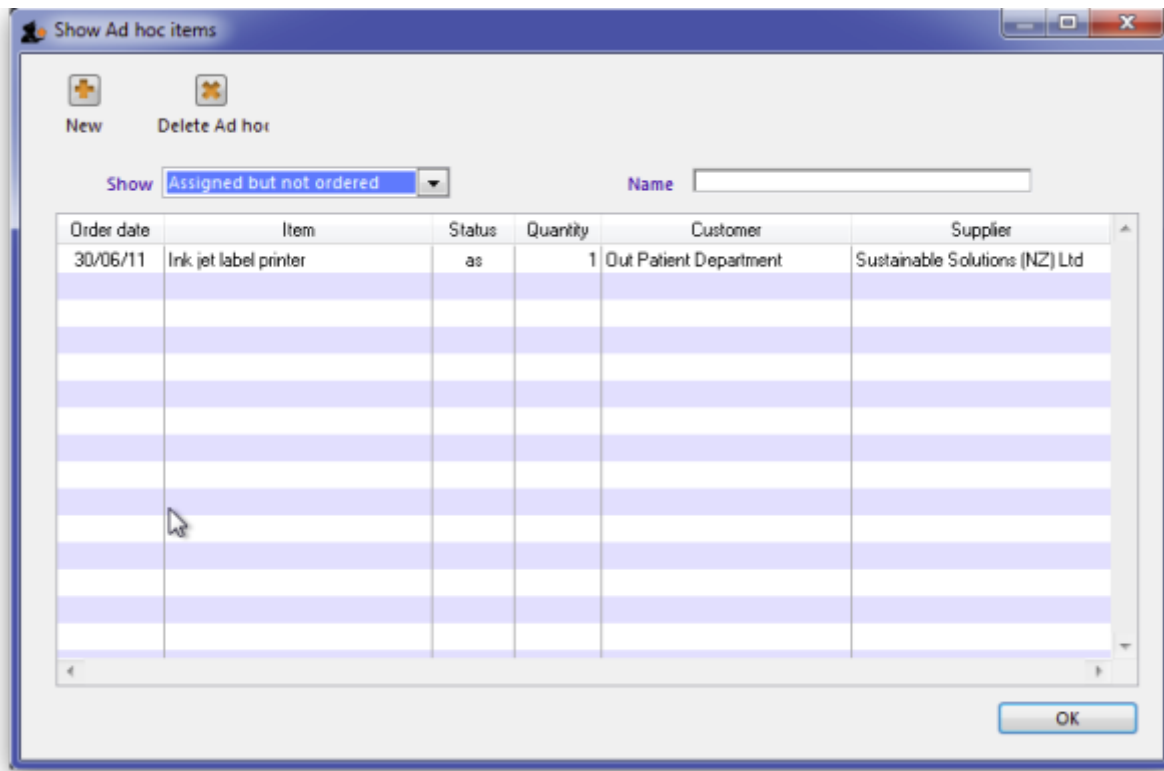 Show Ad hoc items
New Delete Ad hoc
Show Assigned but not ordered Name
Order date Item Status Quantity Customer Supplier
30/06/11 Ink jet label printer as 1 Out Patient Department Sustainable Solutions (NZ) Ltd
OK